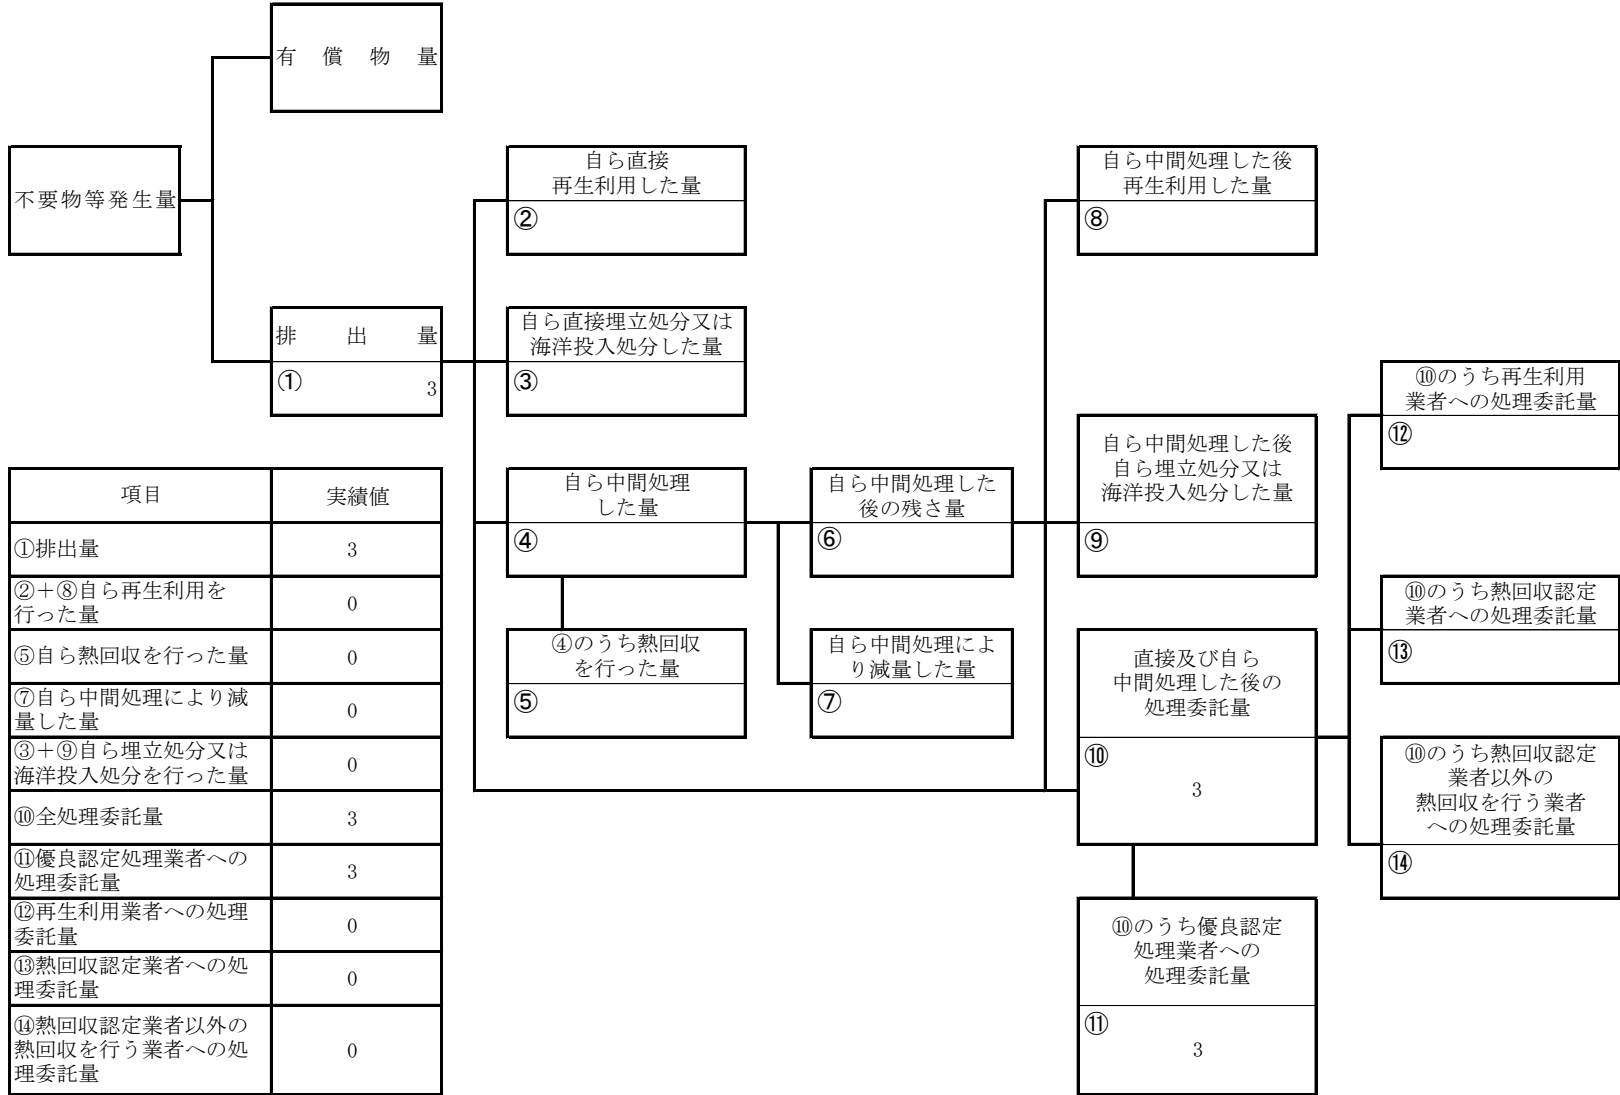 有償物量
不要物等発生量
排出量
① 3
自ら直接
再生利用した量
②
自ら直接埋立処分又は
海洋投入処分した量
③
自ら中間処理
した量
④
④のうち熱回収
を行った量
⑤
自ら中間処理した
後の残さ量
⑥
自ら中間処理によ
り減量した量
⑦
自ら中間処理した後
再生利用した量
⑧
自ら中間処理した後
自ら埋立処分又は
海洋投入処分した量
⑨
直接及び自ら
中間処理した後の
処理委託量
⑩
3
⑩のうち優良認定
処理業者への
処理委託量
⑪
3
⑩のうち再生利用
業者への処理委託量
⑫
⑩のうち熱回収認定
業者への処理委託量
⑬
⑩のうち熱回収認定
業者以外の
熱回収を行う業者
への処理委託量
⑭
項目 実績値
①排出量 3
②+⑧自ら再生利用を
行った量 0
⑤自ら熱回収を行った量 0
⑦自ら中間処理により減
量した量 0
③+⑨自ら埋立処分又は
海洋投入処分を行った量 0
⑩全処理委託量 3
⑪優良認定処理業者への
処理委託量 3
⑫再生利用業者への処理
委託量 0
⑬熱回収認定業者への処
理委託量 0
⑭熱回収認定業者以外の
熱回収を行う業者への処
理委託量 0